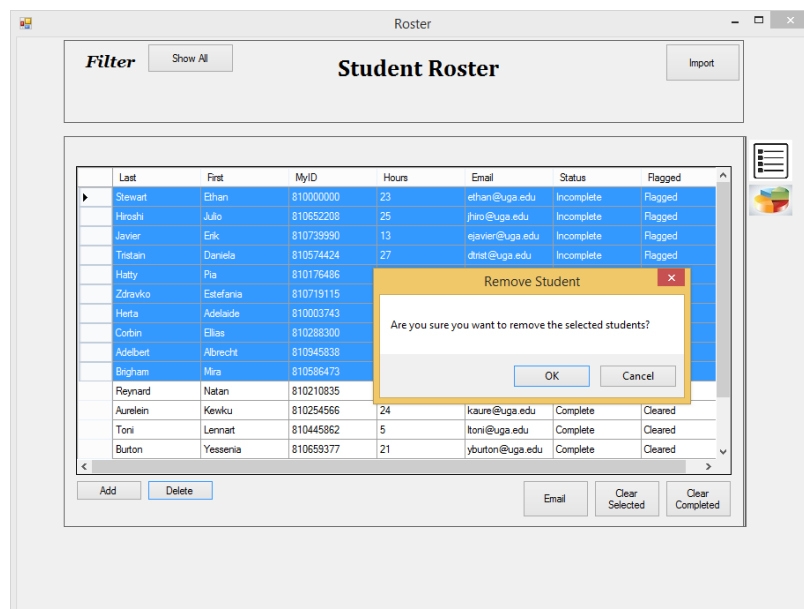 Roster
Filter Show All Student Roster Import
Last First MyID Hours Email Status Flagged
Stewart Ethan 810000000 23 ethan@uga.edu Incomplete Flagged
Hiroshi Julio 810652208 25 jhiro@uga.edu Incomplete Flagged
Javier Erik 810739990 13 ejavier@uga.edu Incomplete Flagged
Tristain Daniela 810574424 27 dtrist@uga.edu Incomplete Flagged
Hatty Pia 810176486
Zdravko Estefania 810719115
Herta Adelaide 810003743
Corbin Ellias 810288300
Adelbert Albrecht 810945838
Brigham Mira 810586473
Remove Student
Are you sure you want to remove the selected students?
OK Cancel
Reynard Natan 810210835
Aurelein Kewku 810254566 24 kaure@uga.edu Complete Cleared
Toni Lennart 810445862 5 ltoni@uga.edu Complete Cleared
Burton Yessenia 810659377 21 yburton@uga.edu Complete Cleared
Add Delete Email Clear Selected Clear Completed